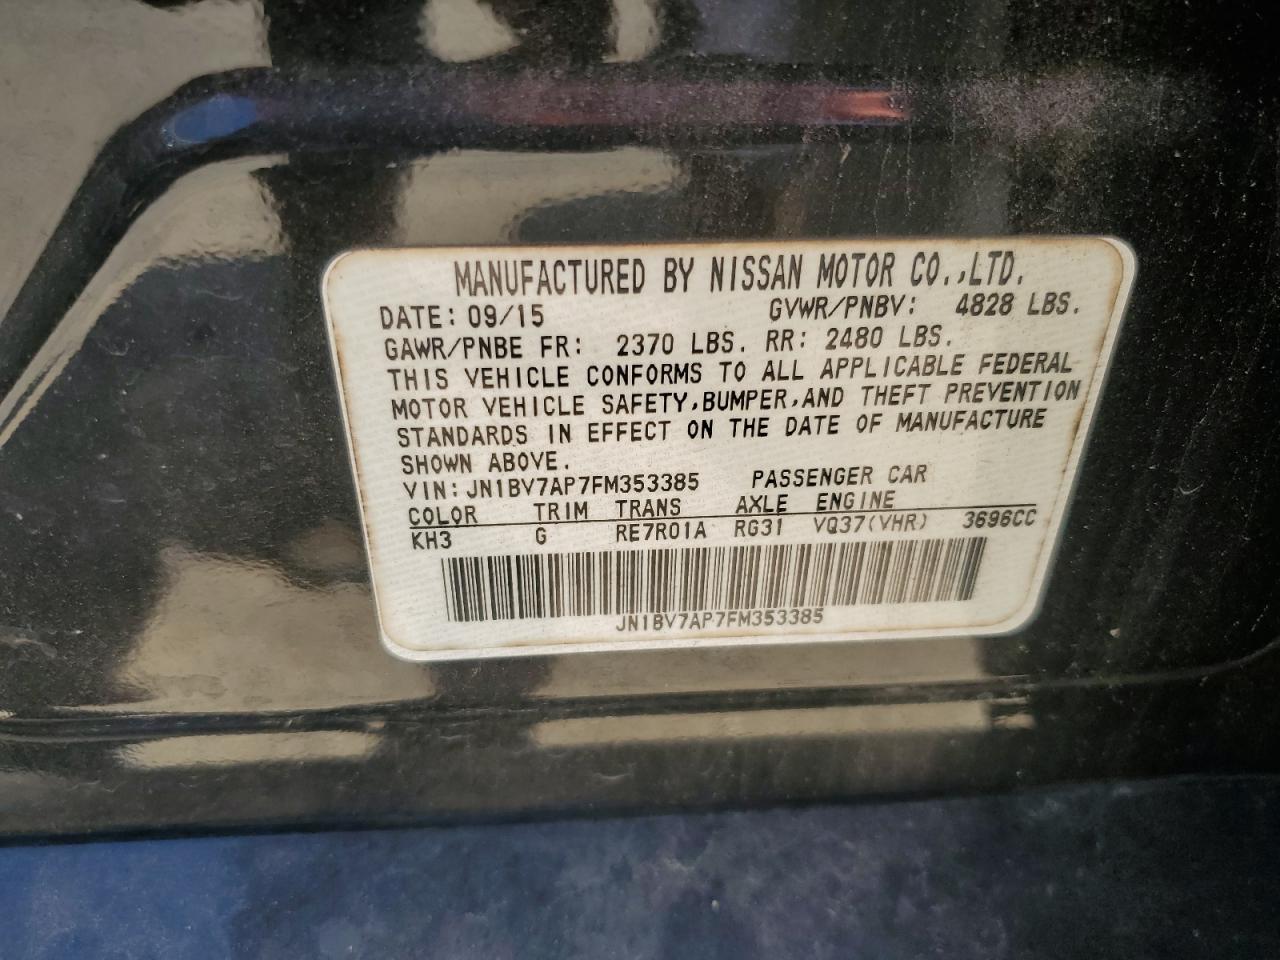 MANUFACTURED BY NISSAN MOTOR CO.,LTD.
DATE: 09/15 GVWR/PNBV: 4828 LBS.
GAWR/PNBE FR: 2370 LBS. RR: 2480 LBS.
THIS VEHICLE CONFORMS TO ALL APPLICABLE FEDERAL
MOTOR VEHICLE SAFETY,BUMPER,AND THEFT PREVENTION
STANDARDS IN EFFECT ON THE DATE OF MANUFACTURE
SHOWN ABOVE.
VIN: JN1BV7AP7FM353385 PASSENGER CAR
COLOR TRIM TRANS AXLE ENGINE
KH3 G RE7R01A RG31 VQ37(VHR) 3696CC
JN1BV7AP7FM353385